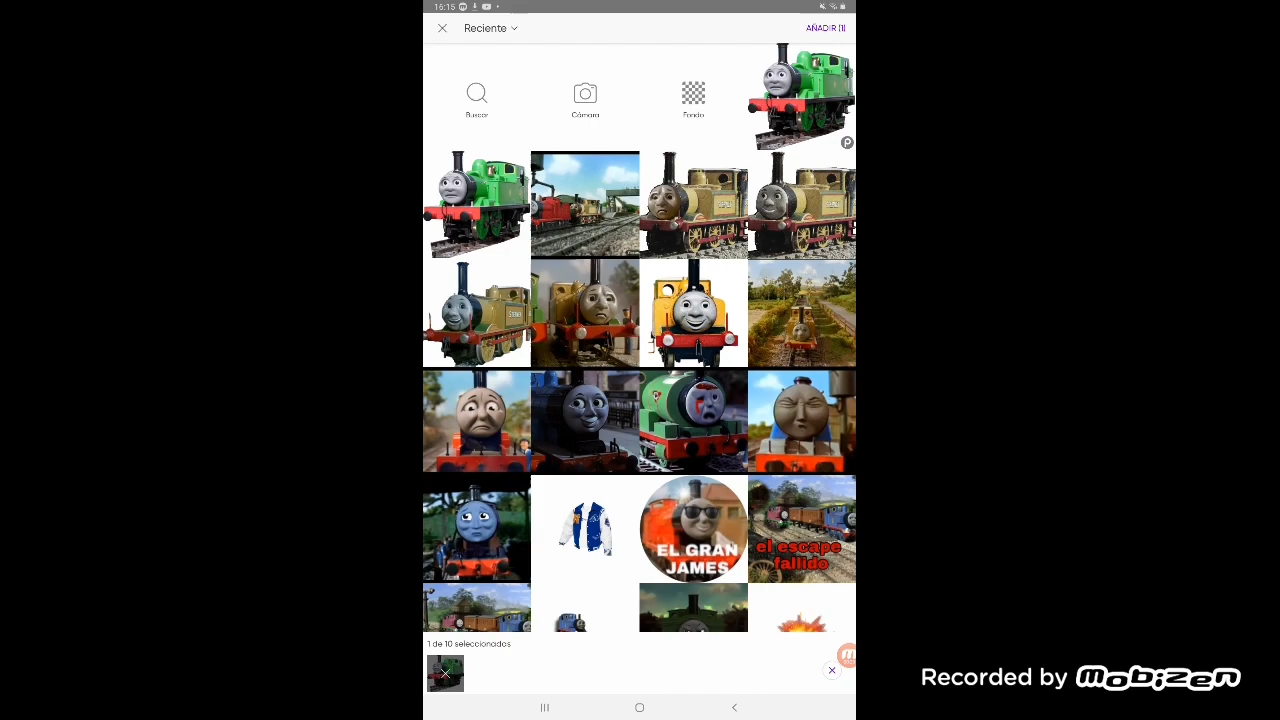 16:15
Reciente
AÑADIR (1)
Buscar
Cámara
Fondo
STEPNEY
EL GRAN
JAMES
el escape
fallido
1 de 10 seleccionados
Recorded by mobizen